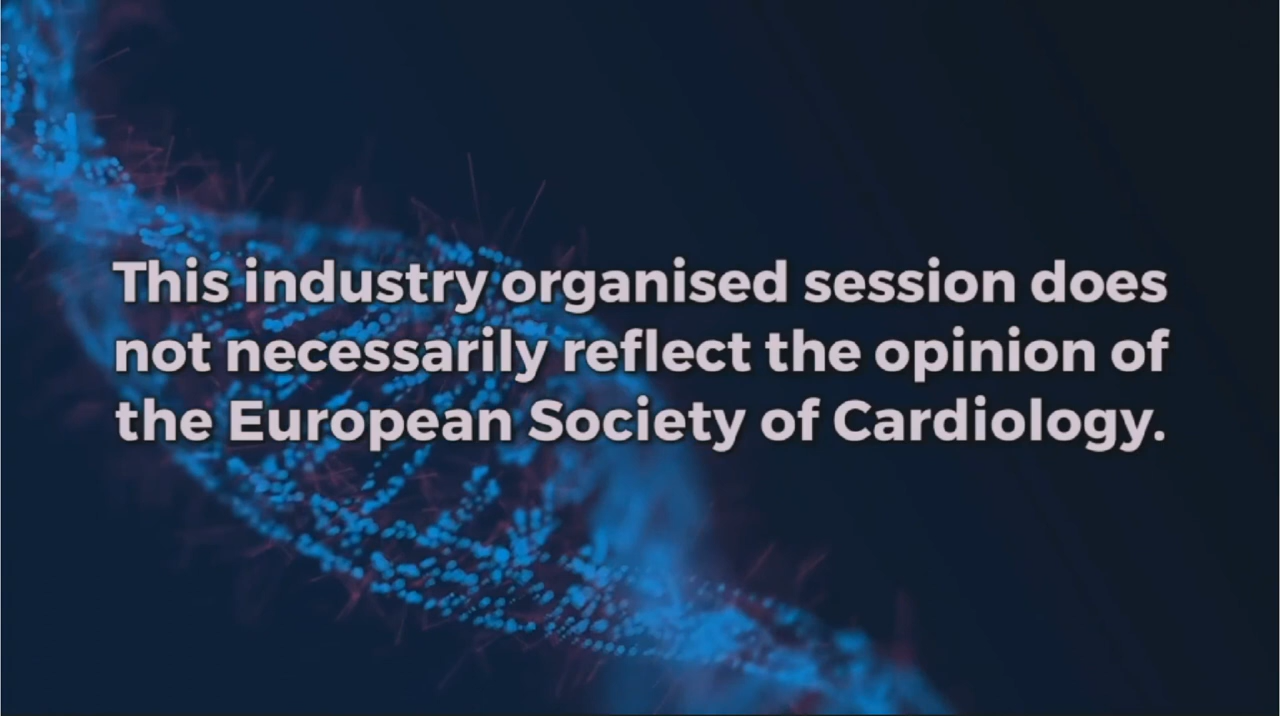 This industry organised session does
not necessarily reflect the opinion of
the European Society of Cardiology.